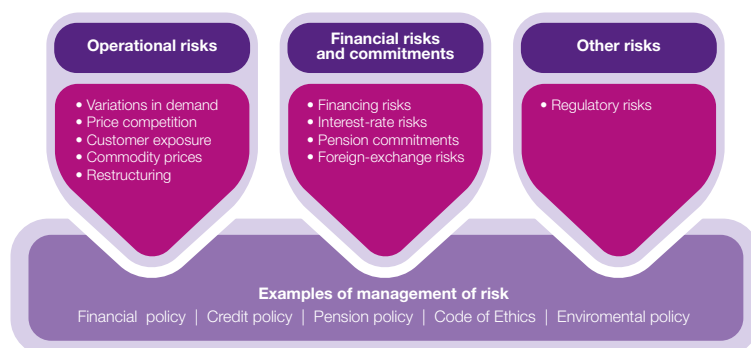 Operational risks
• Variations in demand
• Price competition
• Customer exposure
• Commodity prices
• Restructuring
Financial risks
and commitments
• Financing risks
• Interest-rate risks
• Pension commitments
• Foreign-exchange risks
Other risks
• Regulatory risks
Examples of management of risk
Financial policy | Credit policy | Pension policy | Code of Ethics | Enviromental policy